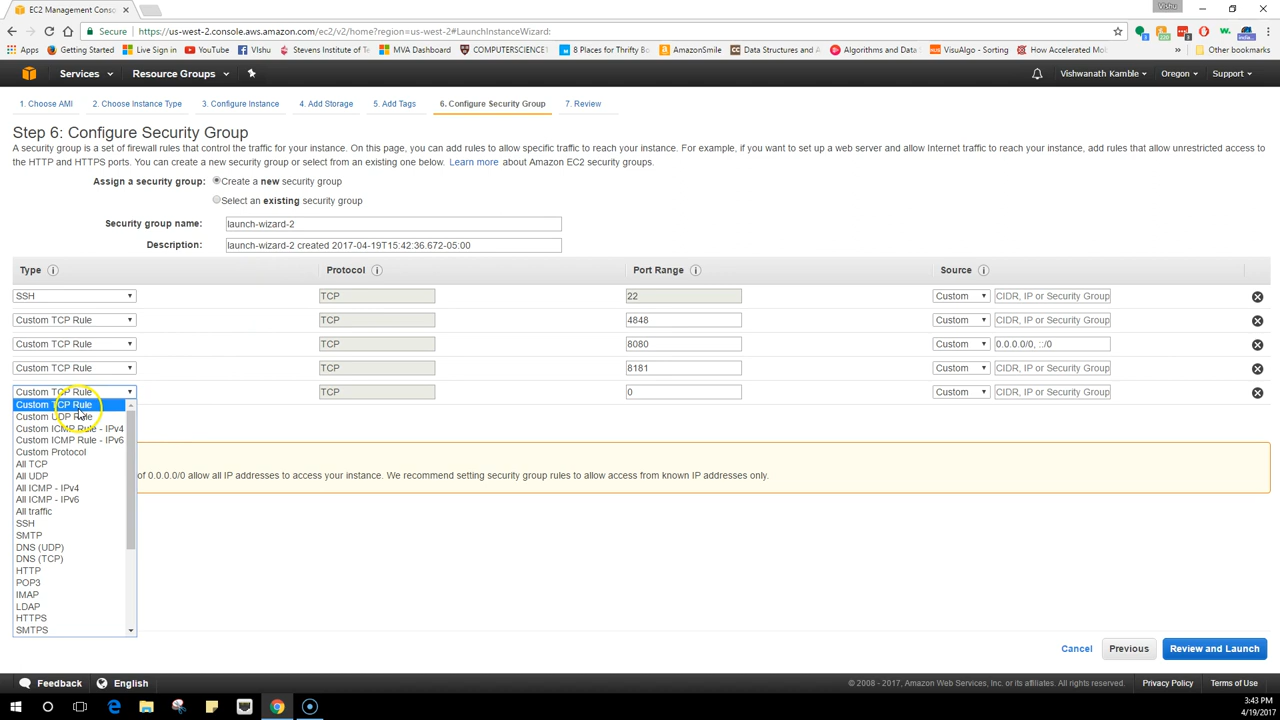 Vishu
EC2 Management Conso
Secure https://us-west-2.console.aws.amazon.com/ec2/v2/home?region=us-west-2#LaunchInstanceWizard:
Apps Getting Started Live Sign in YouTube VIshu Stevens Institute of Te MVA Dashboard COMPUTERSCIENCE: 8 Places for Thrifty Bo AmazonSmile Data Structures and A Algorithms and Data VisuAlgo - Sorting How Accelerated Mob » Other bookmarks
Services Resource Groups Vishwanath Kamble Oregon Support
1. Choose AMI 2. Choose Instance Type 3. Configure Instance 4. Add Storage 5. Add Tags 6. Configure Security Group 7. Review
Step 6: Configure Security Group
A security group is a set of firewall rules that control the traffic for your instance. On this page, you can add rules to allow specific traffic to reach your instance. For example, if you want to set up a web server and allow Internet traffic to reach your instance, add rules that allow unrestricted access to
the HTTP and HTTPS ports. You can create a new security group or select from an existing one below. Learn more about Amazon EC2 security groups.
Assign a security group: Create a new security group
Select an existing security group
Security group name: launch-wizard-2
Description: launch-wizard-2 created 2017-04-19T15:42:36.672-05:00
Type Protocol Port Range Source
SSH TCP 22 Custom CIDR, IP or Security Group
Custom TCP Rule TCP 4848 Custom CIDR, IP or Security Group
Custom TCP Rule TCP 8080 Custom 0.0.0.0/0, ::/0
Custom TCP Rule TCP 8181 Custom CIDR, IP or Security Group
Custom TCP Rule TCP 0 Custom CIDR, IP or Security Group
Custom TCP Rule
Custom UDP Rule
Custom ICMP Rule - IPv4
Custom ICMP Rule - IPv6
Custom Protocol
All TCP
All UDP
of 0.0.0.0/0 allow all IP addresses to access your instance. We recommend setting security group rules to allow access from known IP addresses only.
All ICMP - IPv4
All ICMP - IPv6
All traffic
SSH
SMTP
DNS (UDP)
DNS (TCP)
HTTP
POP3
IMAP
LDAP
HTTPS
SMTPS
Cancel Previous Review and Launch
Feedback English © 2008 - 2017, Amazon Web Services, Inc. or its affiliates. All rights reserved. Privacy Policy Terms of Use
3:43 PM
4/19/2017